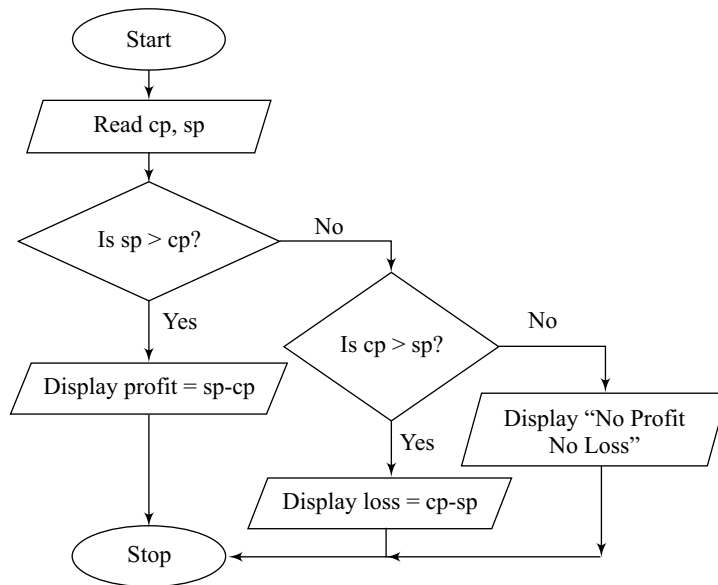 Start
Read cp, sp
Is sp > cp?
No
Yes
Is cp > sp?
No
Display profit = sp-cp
Display “No Profit
No Loss”
Yes
Display loss = cp-sp
Stop